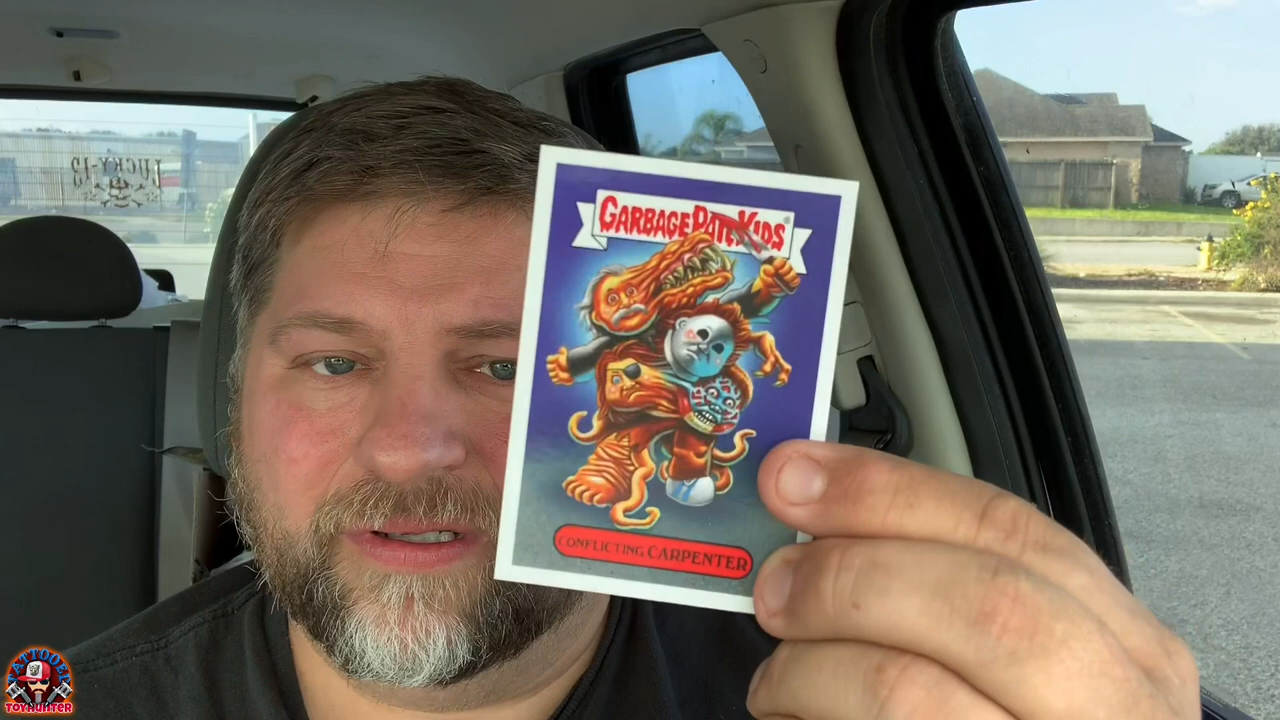 LUCKY-13
GARBAGE PAIL KIDS
CONFLICTING CARPENTER
TATTOOED
TOYHUNTER